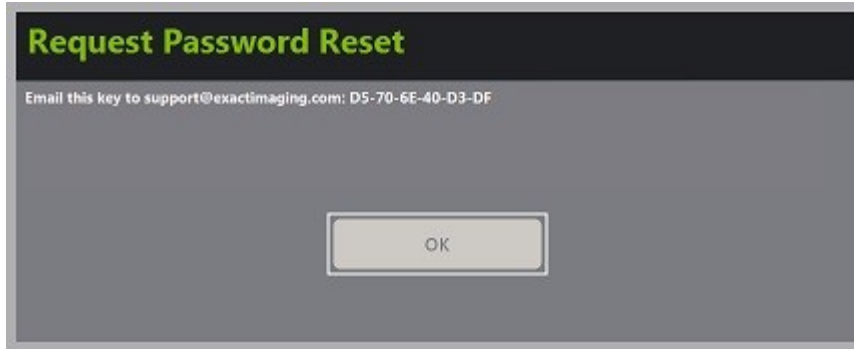 Request Password Reset
Email this key to support@exactimaging.com: D5-70-6E-40-D3-DF
OK